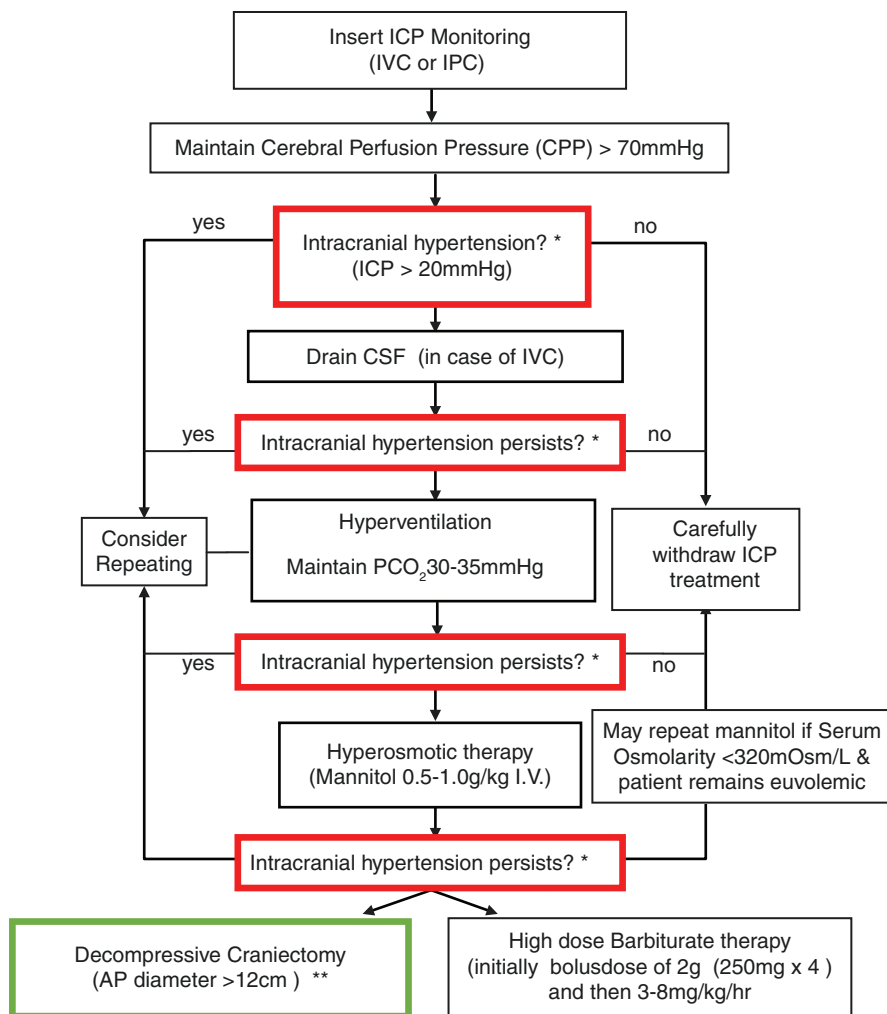 Insert ICP Monitoring
(IVC or IPC)
Maintain Cerebral Perfusion Pressure (CPP) > 70mmHg
yes
Intracranial hypertension? *
(ICP > 20mmHg)
no
Drain CSF (in case of IVC)
yes
Intracranial hypertension persists? *
no
Consider
Repeating
Hyperventilation
Maintain PCO₂30-35mmHg
Carefully
withdraw ICP
treatment
yes
Intracranial hypertension persists? *
no
Hyperosmotic therapy
(Mannitol 0.5-1.0g/kg I.V.)
May repeat mannitol if Serum
Osmolarity <320mOsm/L &
patient remains euvolemic
Intracranial hypertension persists? *
Decompressive Craniectomy
(AP diameter >12cm ) **
High dose Barbiturate therapy
(initially bolusdose of 2g (250mg x 4 )
and then 3-8mg/kg/hr